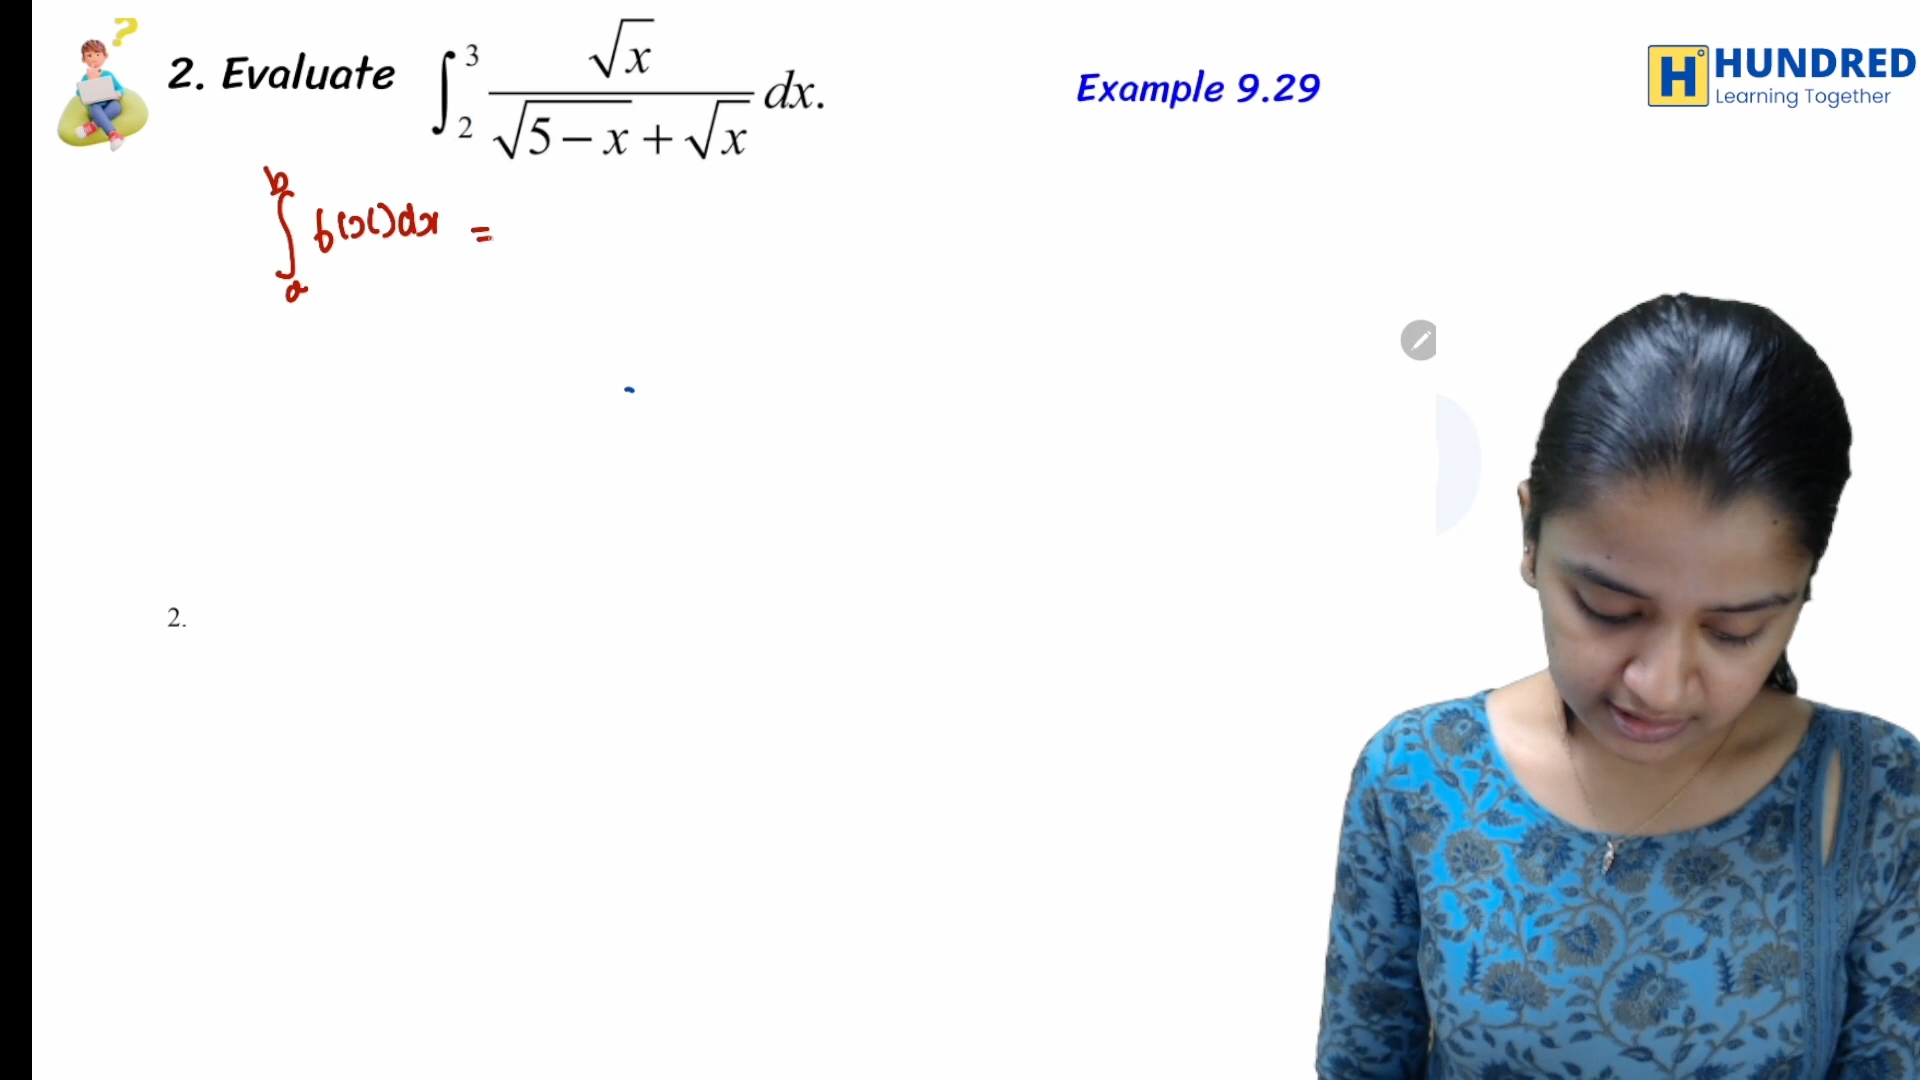 2. Evaluate ∫₂³ √x / (√(5 − x) + √x) dx.
Example 9.29
H HUNDRED
Learning Together
∫ₐᵇ f(x)dx =
2.